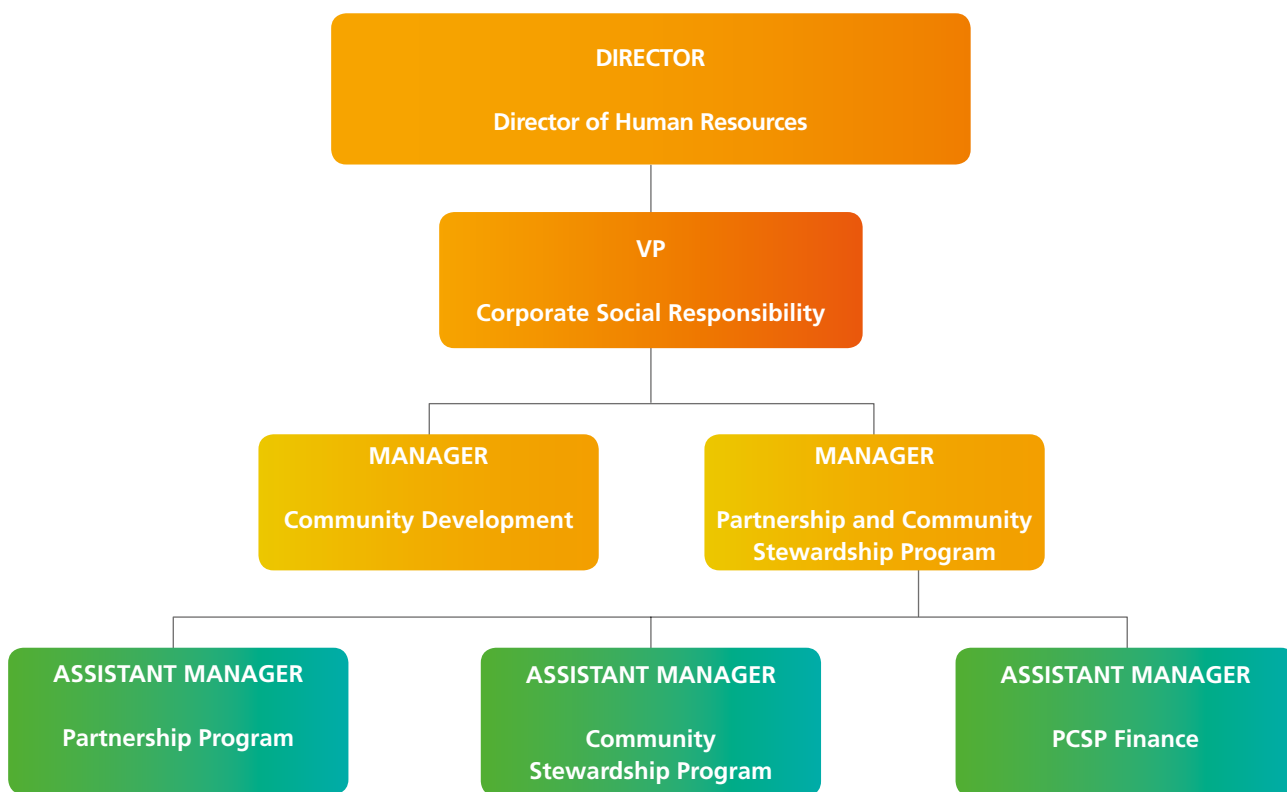 DIRECTOR
Director of Human Resources
VP
Corporate Social Responsibility
MANAGER
Community Development
MANAGER
Partnership and Community
Stewardship Program
ASSISTANT MANAGER
Partnership Program
ASSISTANT MANAGER
Community
Stewardship Program
ASSISTANT MANAGER
PCSP Finance